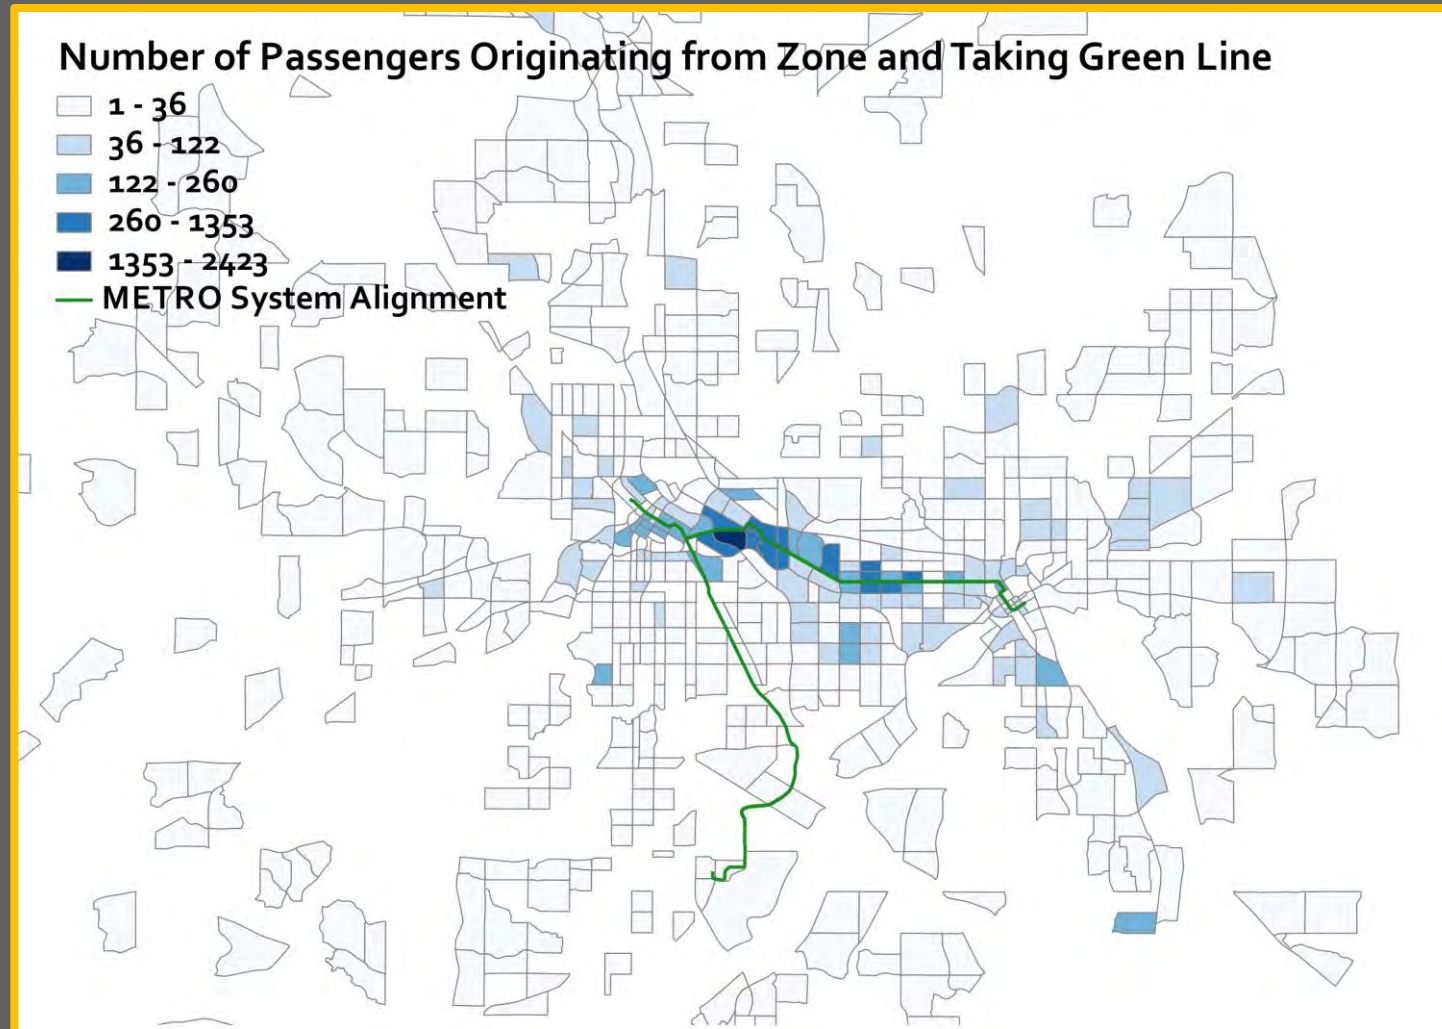 Number of Passengers Originating from Zone and Taking Green Line
1 - 36
36 - 122
122 - 260
260 - 1353
1353 - 2423
METRO System Alignment